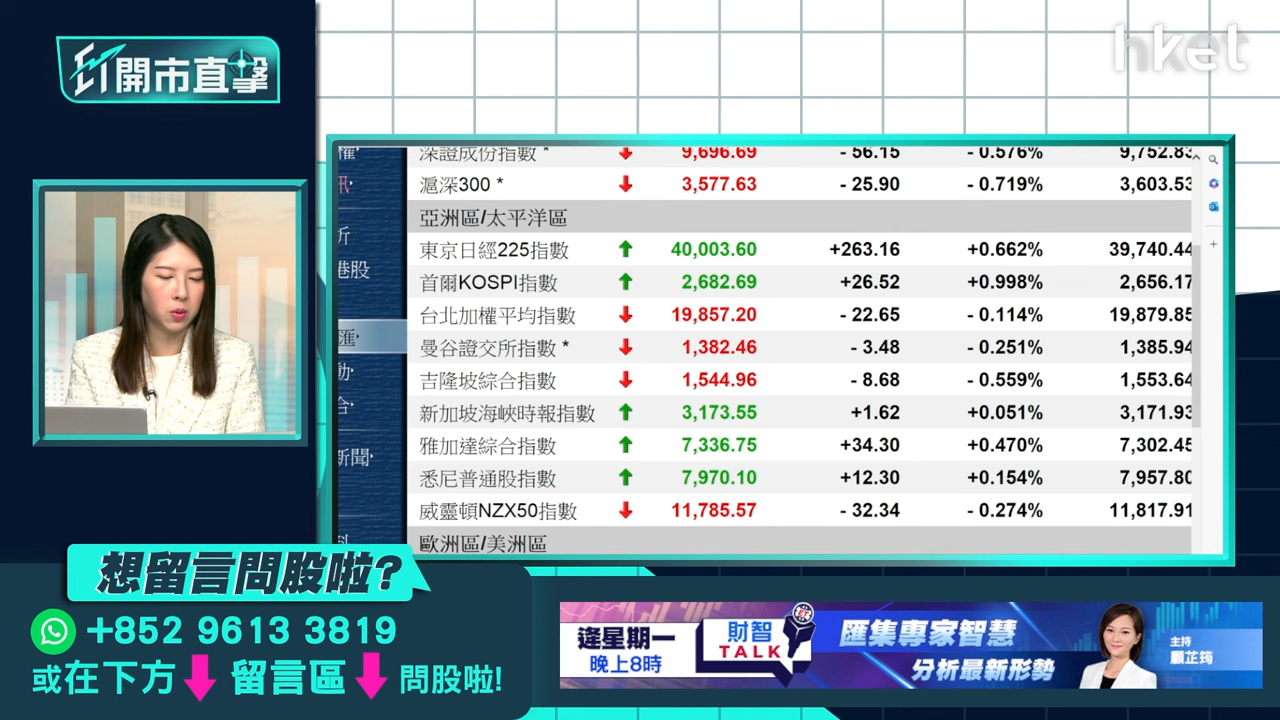 開市直擊
hket
深證成份指數 * 9,696.69 - 56.15 - 0.576% 9,752.83
滬深300 * 3,577.63 - 25.90 - 0.719% 3,603.53
亞洲區/太平洋區
東京日經225指數 40,003.60 +263.16 +0.662% 39,740.44
首爾KOSPI指數 2,682.69 +26.52 +0.998% 2,656.17
台北加權平均指數 19,857.20 - 22.65 - 0.114% 19,879.85
曼谷證交所指數 * 1,382.46 - 3.48 - 0.251% 1,385.94
吉隆坡綜合指數 1,544.96 - 8.68 - 0.559% 1,553.64
新加坡海峽時報指數 3,173.55 +1.62 +0.051% 3,171.93
雅加達綜合指數 7,336.75 +34.30 +0.470% 7,302.45
悉尼普通股指數 7,970.10 +12.30 +0.154% 7,957.80
威靈頓NZX50指數 11,785.57 - 32.34 - 0.274% 11,817.91
歐洲區/美洲區
港股
匯
新聞
想留言問股啦?
+852 9613 3819
或在下方 留言區 問股啦!
逢星期一
晚上8時
財智
TALK
匯集專家智慧
分析最新形勢
主持
顧芷筠